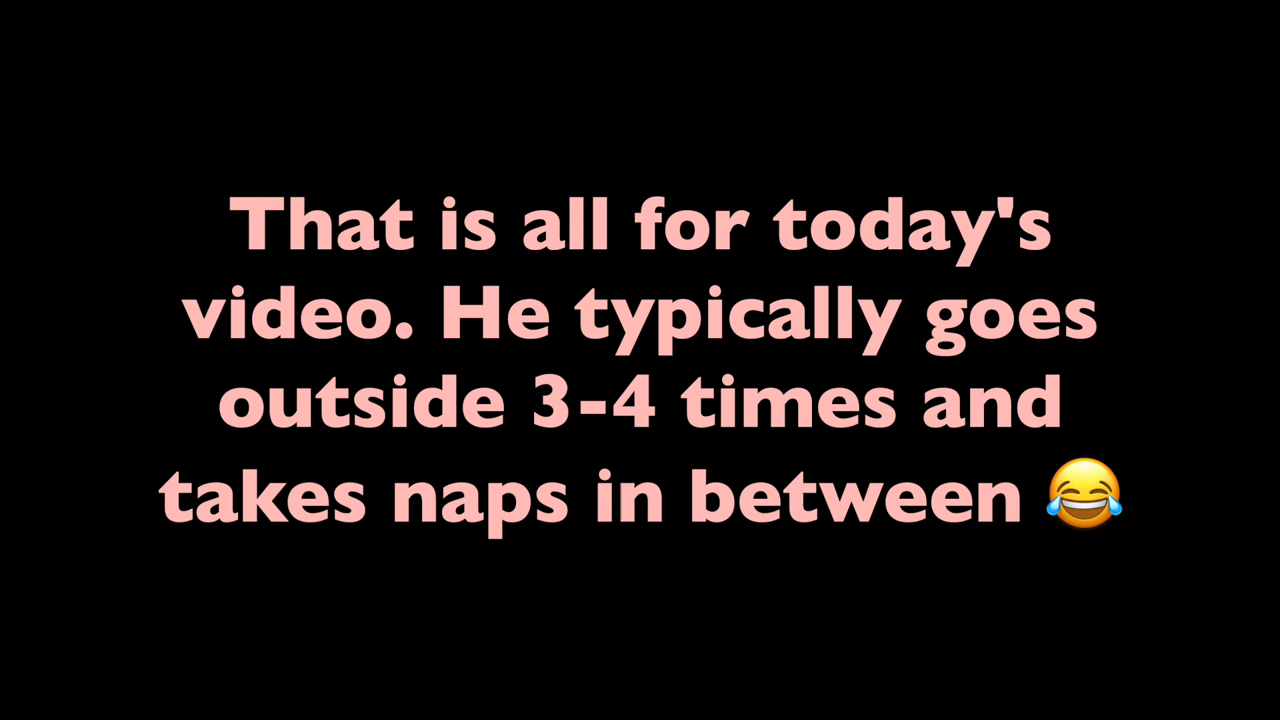 That is all for today's
video. He typically goes
outside 3-4 times and
takes naps in between 😂